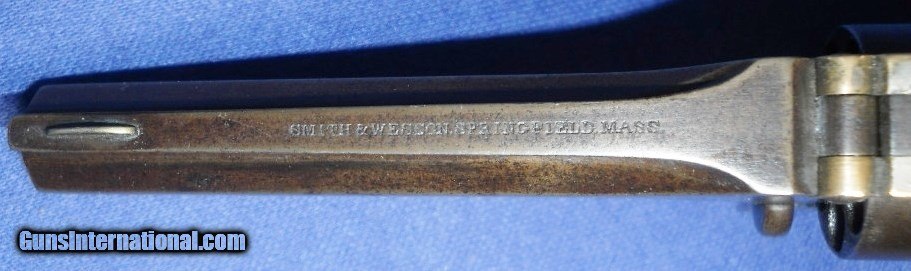 SMITH & WESSON. SPRINGFIELD. MASS.
GunsInternational.com